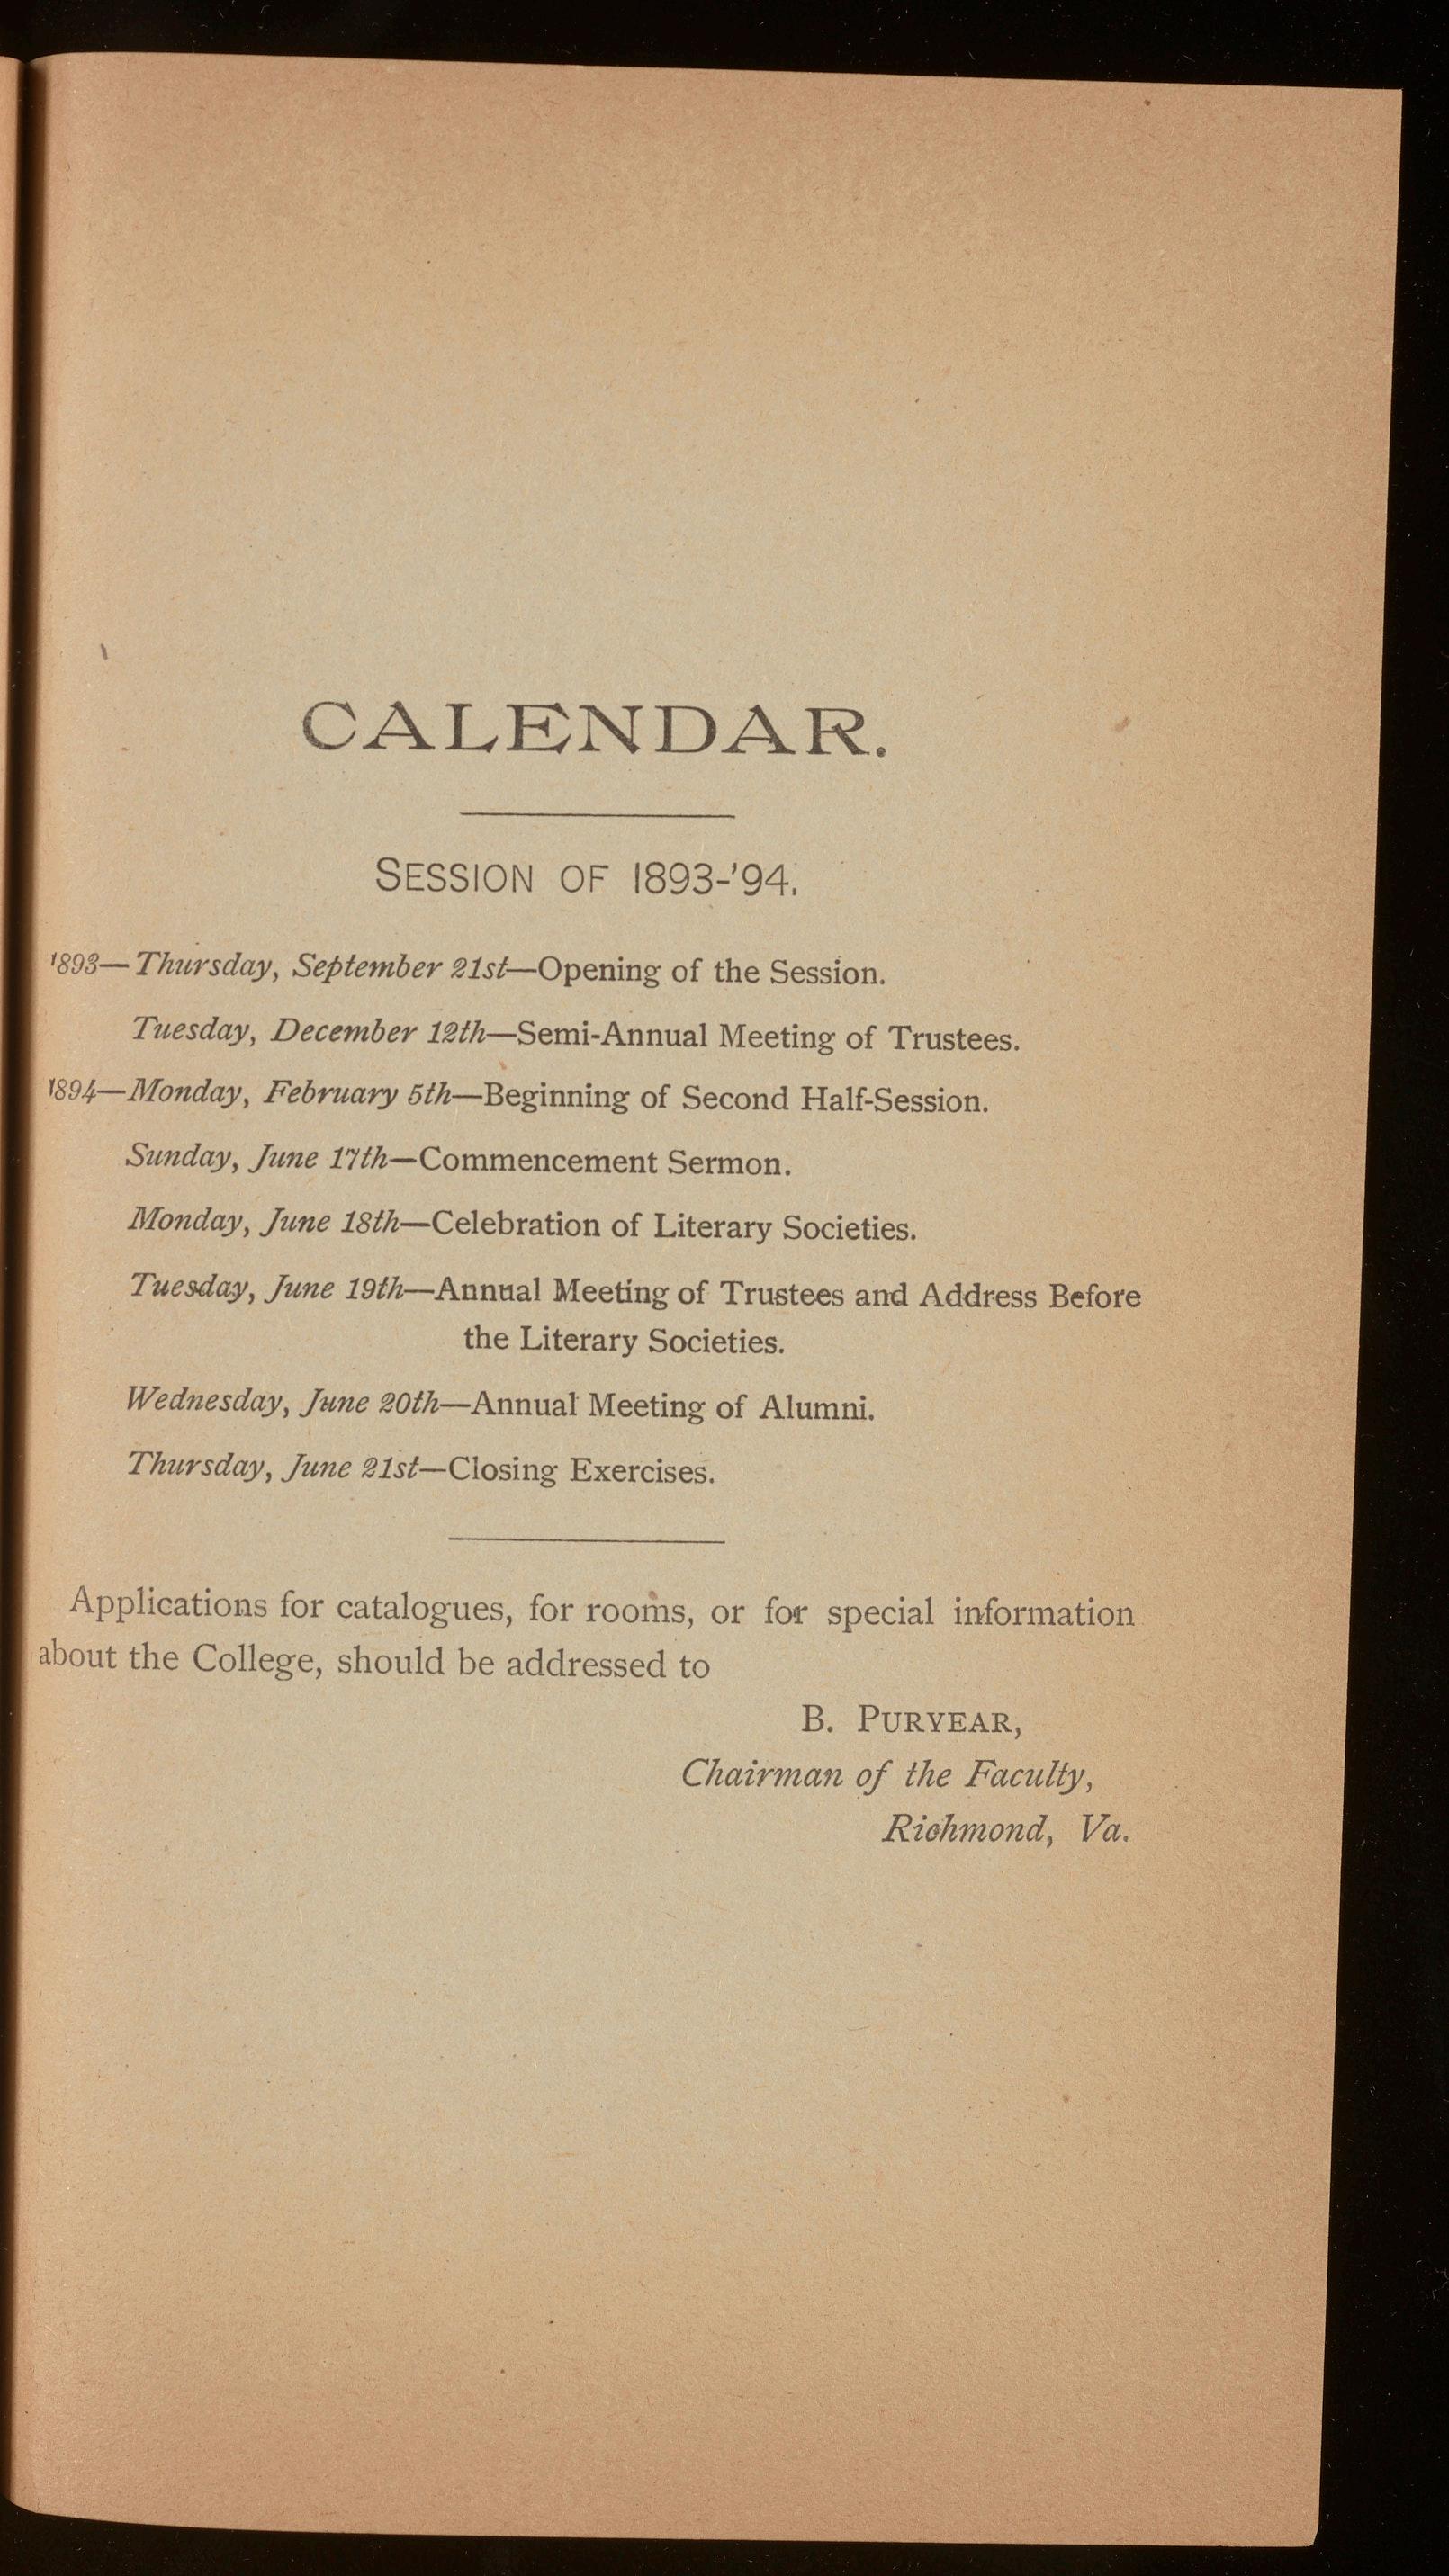 CALENDAR.
SESSION OF 1893-'94.
1893—Thursday, September 21st—Opening of the Session.
Tuesday, December 12th—Semi-Annual Meeting of Trustees.
1894—Monday, February 5th—Beginning of Second Half-Session.
Sunday, June 17th—Commencement Sermon.
Monday, June 18th—Celebration of Literary Societies.
Tuesday, June 19th—Annual Meeting of Trustees and Address Before
the Literary Societies.
Wednesday, June 20th—Annual Meeting of Alumni.
Thursday, June 21st—Closing Exercises.
Applications for catalogues, for rooms, or for special information
about the College, should be addressed to
B. PURYEAR,
Chairman of the Faculty,
Richmond, Va.